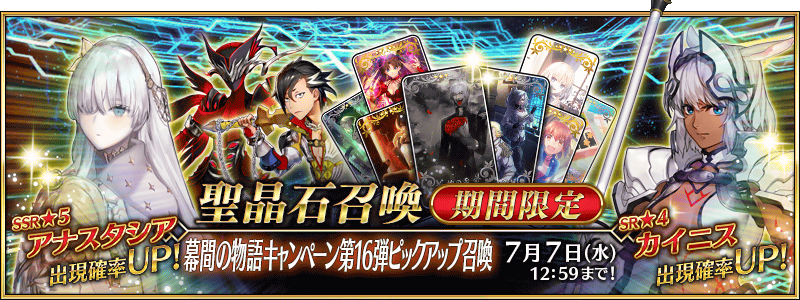 聖晶石召喚 期間限定
SSR★5
アナスタシア
出現確率UP!
幕間の物語キャンペーン第16弾ピックアップ召喚
7月7日(水)
12:59まで!
SR★4
カイニス
出現確率UP!